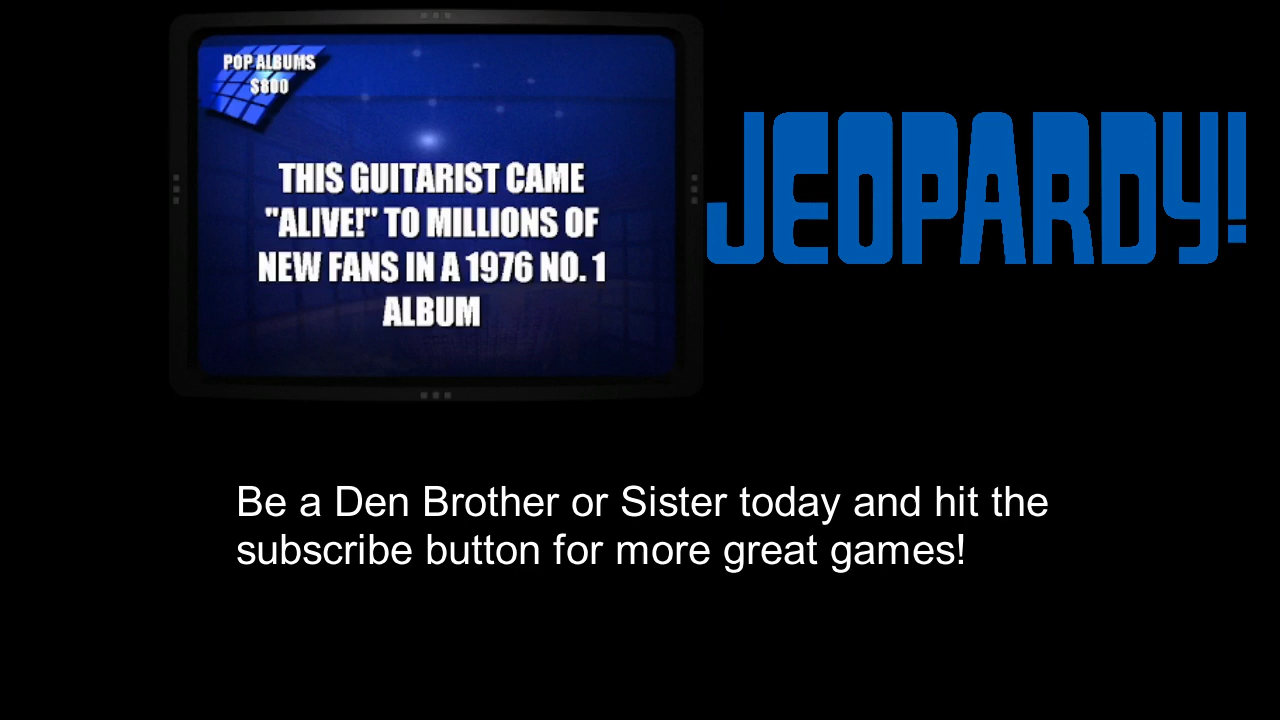 POP ALBUMS
$800
THIS GUITARIST CAME
"ALIVE!" TO MILLIONS OF
NEW FANS IN A 1976 NO. 1
ALBUM
JEOPARDY!
Be a Den Brother or Sister today and hit the
subscribe button for more great games!